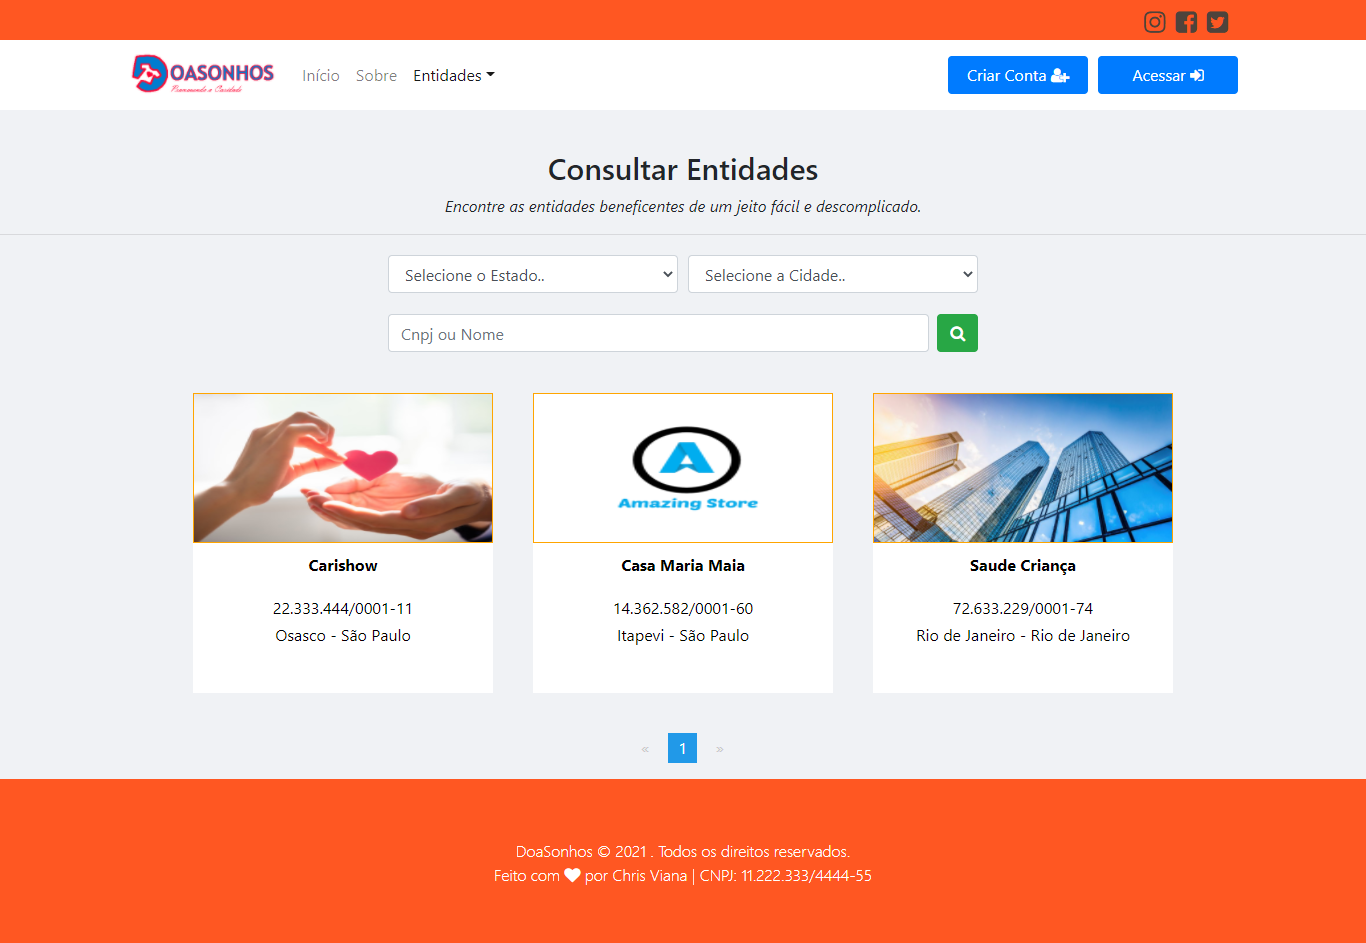 OASONHOS
Início Sobre Entidades
Criar Conta
Acessar
Consultar Entidades
Encontre as entidades beneficentes de um jeito fácil e descomplicado.
Selecione o Estado..
Selecione a Cidade..
Cnpj ou Nome
A
Amazing Store
Carishow
22.333.444/0001-11
Osasco - São Paulo
Casa Maria Maia
14.362.582/0001-60
Itapevi - São Paulo
Saude Criança
72.633.229/0001-74
Rio de Janeiro - Rio de Janeiro
« 1 »
DoaSonhos © 2021 . Todos os direitos reservados.
Feito com por Chris Viana | CNPJ: 11.222.333/4444-55